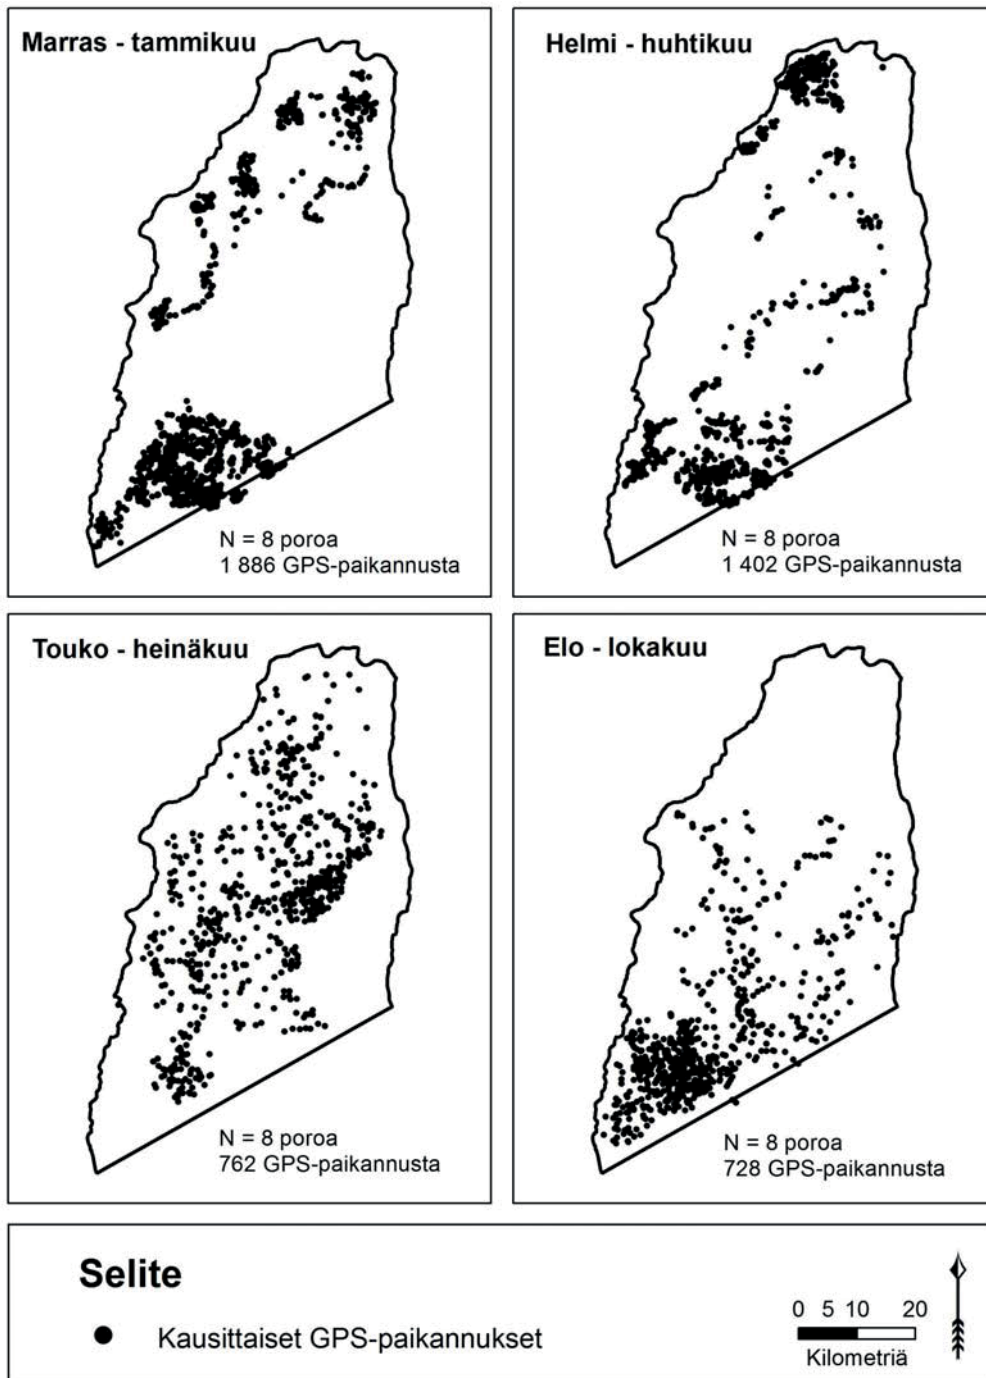 Marras - tammikuu
N = 8 poroa
1 886 GPS-paikannusta
Helmi - huhtikuu
N = 8 poroa
1 402 GPS-paikannusta
Touko - heinäkuu
N = 8 poroa
762 GPS-paikannusta
Elo - lokakuu
N = 8 poroa
728 GPS-paikannusta
Selite
Kausittaiset GPS-paikannukset
0 5 10 20
Kilometriä